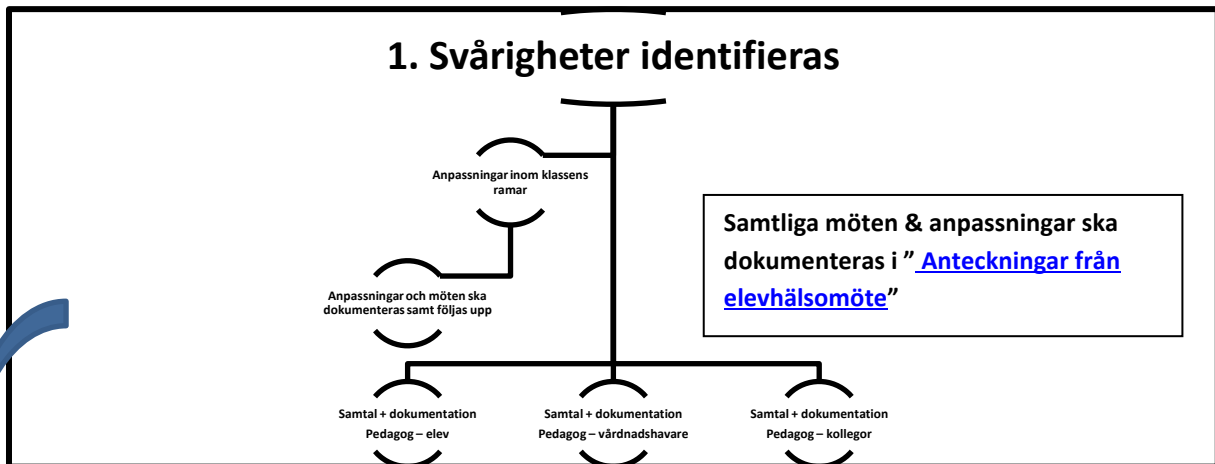 1. Svårigheter identifieras
Anpassningar inom klassens
ramar
Samtliga möten & anpassningar ska
dokumenteras i ” Anteckningar från
elevhälsomöte”
Anpassningar och möten ska
dokumenteras samt följas upp
Samtal + dokumentation
Pedagog – elev
Samtal + dokumentation
Pedagog – vårdnadshavare
Samtal + dokumentation
Pedagog – kollegor